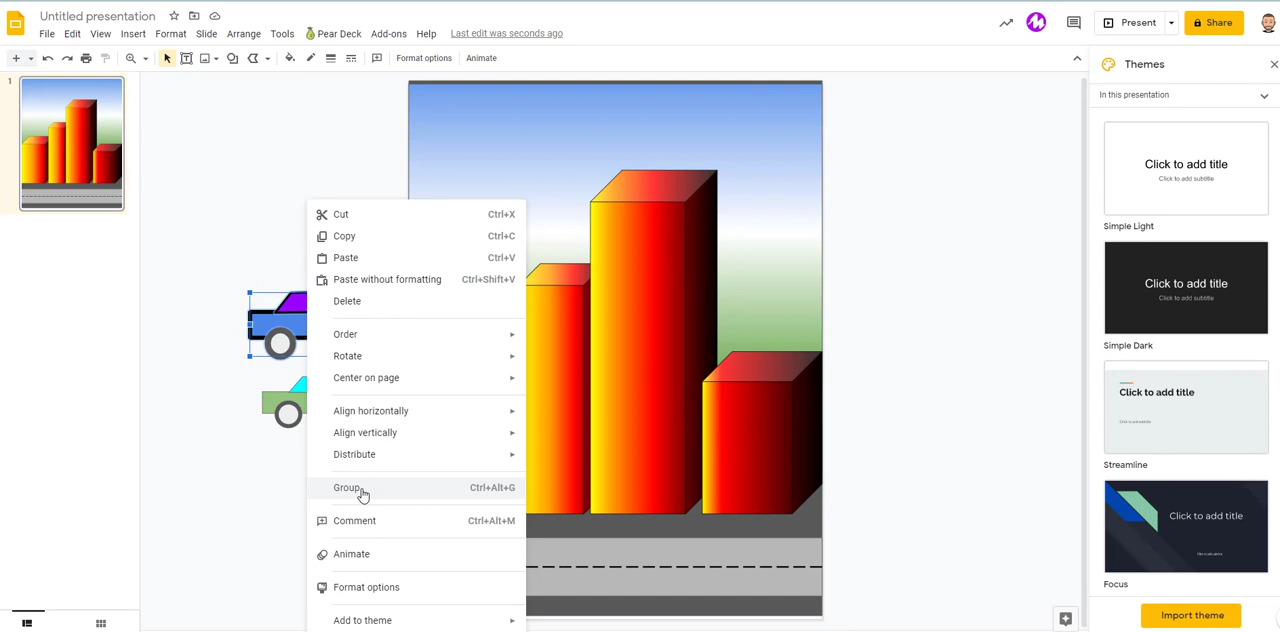 Untitled presentation
File Edit View Insert Format Slide Arrange Tools Pear Deck Add-ons Help Last edit was seconds ago
Present
Share
Format options Animate
Themes
In this presentation
1
Click to add title
Click to add subtitle
Simple Light
Click to add title
Click to add subtitle
Simple Dark
Click to add title
Click to add subtitle
Streamline
Click to add title
Focus
Import theme
Cut Ctrl+X
Copy Ctrl+C
Paste Ctrl+V
Paste without formatting Ctrl+Shift+V
Delete
Order
Rotate
Center on page
Align horizontally
Align vertically
Distribute
Group Ctrl+Alt+G
Comment Ctrl+Alt+M
Animate
Format options
Add to theme